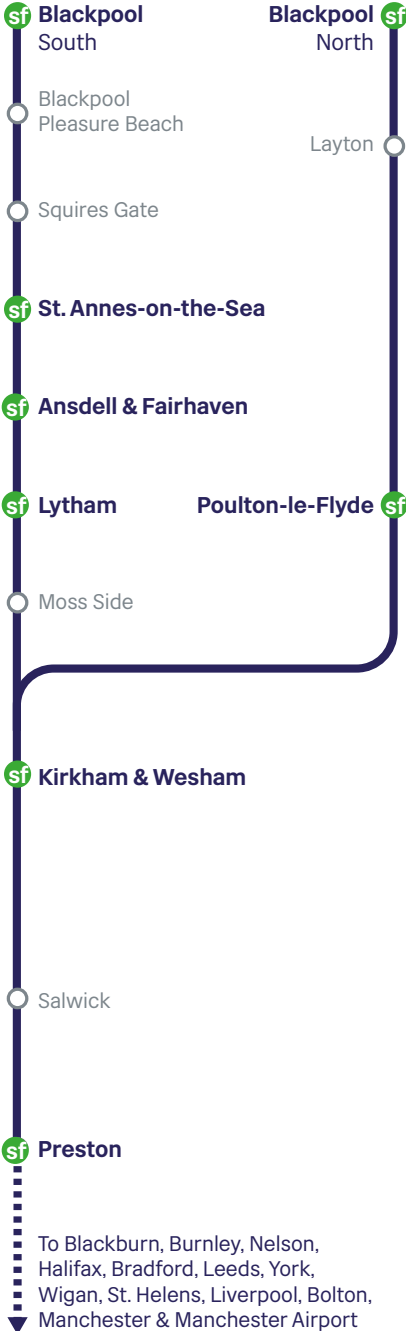 sf Blackpool
South
Blackpool sf
North
Blackpool
Pleasure Beach
Layton
Squires Gate
sf St. Annes-on-the-Sea
sf Ansdell & Fairhaven
sf Lytham
Poulton-le-Flyde sf
Moss Side
sf Kirkham & Wesham
Salwick
sf Preston
To Blackburn, Burnley, Nelson,
Halifax, Bradford, Leeds, York,
Wigan, St. Helens, Liverpool, Bolton,
Manchester & Manchester Airport